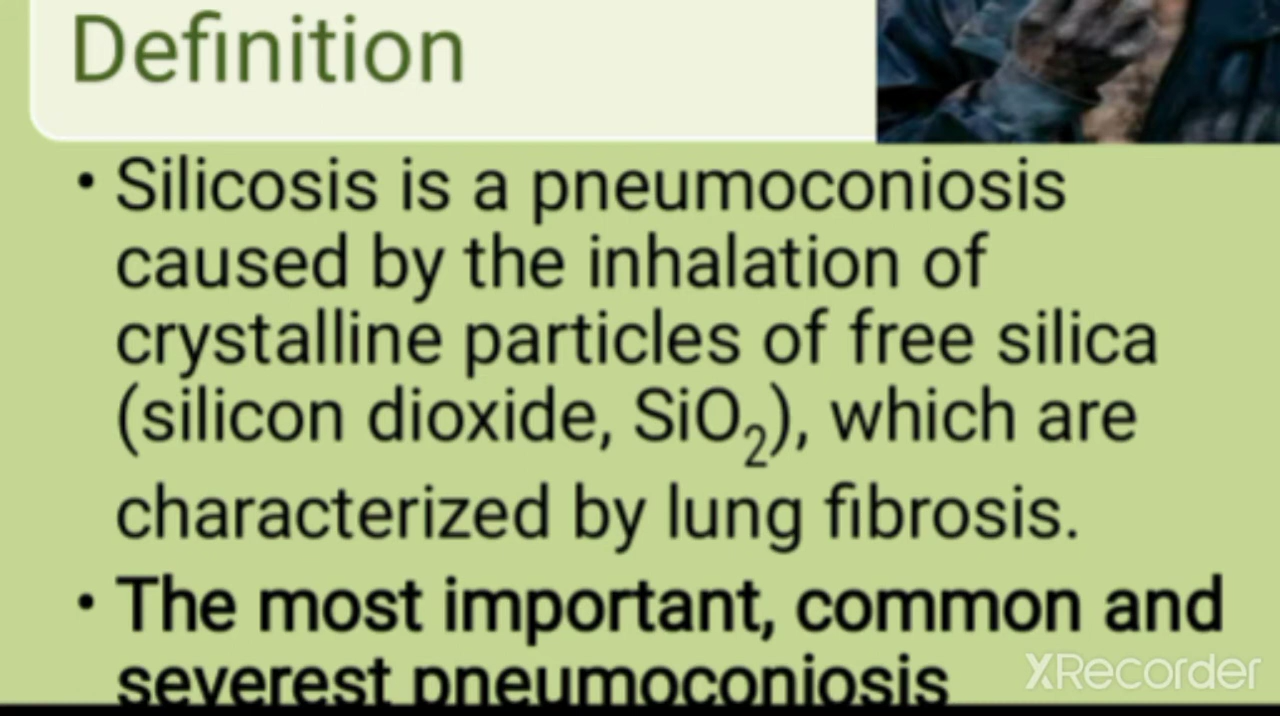 Definition
• Silicosis is a pneumoconiosis
caused by the inhalation of
crystalline particles of free silica
(silicon dioxide, SiO₂), which are
characterized by lung fibrosis.
• The most important, common and
severest pneumoconiosis
XRecorder